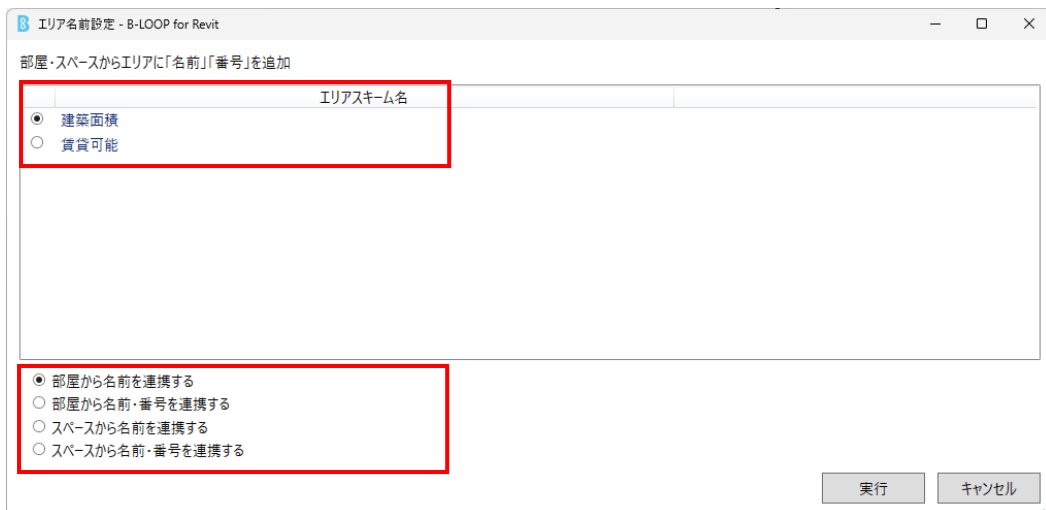 エリア名前設定 - B-LOOP for Revit
部屋・スペースからエリアに「名前」「番号」を追加
エリアスキーム名
建築面積
賃貸可能
部屋から名前を連携する
部屋から名前・番号を連携する
スペースから名前を連携する
スペースから名前・番号を連携する
実行 キャンセル